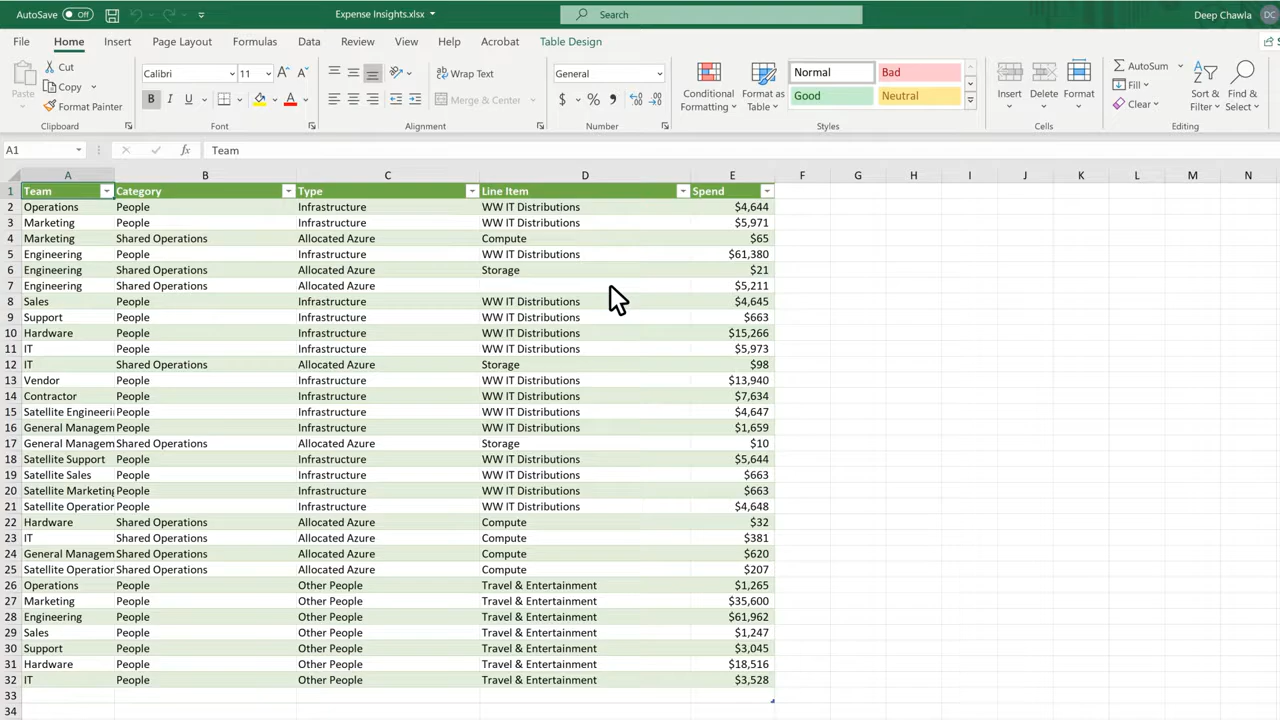 AutoSave Off Expense Insights.xlsx Search Deep Chawla DC
File Home Insert Page Layout Formulas Data Review View Help Acrobat Table Design
Paste Cut Copy Format Painter
Clipboard
Calibri 11
B I U
Font
Wrap Text
Merge & Center
Alignment
General
$ % ,
Number
Conditional Formatting
Format as Table
Normal Bad
Good Neutral
Styles
Insert Delete Format
Cells
AutoSum
Fill
Clear
Sort & Filter
Find & Select
Editing
A1 fx Team
A B C D E F G H I J K L M N
1 Team Category Type Line Item Spend
2 Operations People Infrastructure WW IT Distributions $4,644
3 Marketing People Infrastructure WW IT Distributions $5,971
4 Marketing Shared Operations Allocated Azure Compute $65
5 Engineering People Infrastructure WW IT Distributions $61,380
6 Engineering Shared Operations Allocated Azure Storage $21
7 Engineering Shared Operations Allocated Azure $5,211
8 Sales People Infrastructure WW IT Distributions $4,645
9 Support People Infrastructure WW IT Distributions $663
10 Hardware People Infrastructure WW IT Distributions $15,266
11 IT People Infrastructure WW IT Distributions $5,973
12 IT Shared Operations Allocated Azure Storage $98
13 Vendor People Infrastructure WW IT Distributions $13,940
14 Contractor People Infrastructure WW IT Distributions $7,634
15 Satellite Engineeri People Infrastructure WW IT Distributions $4,647
16 General Managem People Infrastructure WW IT Distributions $1,659
17 General Managem Shared Operations Allocated Azure Storage $10
18 Satellite Support People Infrastructure WW IT Distributions $5,644
19 Satellite Sales People Infrastructure WW IT Distributions $663
20 Satellite Marketing People Infrastructure WW IT Distributions $663
21 Satellite Operation People Infrastructure WW IT Distributions $4,648
22 Hardware Shared Operations Allocated Azure Compute $32
23 IT Shared Operations Allocated Azure Compute $381
24 General Managem Shared Operations Allocated Azure Compute $620
25 Satellite Operation Shared Operations Allocated Azure Compute $207
26 Operations People Other People Travel & Entertainment $1,265
27 Marketing People Other People Travel & Entertainment $35,600
28 Engineering People Other People Travel & Entertainment $61,962
29 Sales People Other People Travel & Entertainment $1,247
30 Support People Other People Travel & Entertainment $3,045
31 Hardware People Other People Travel & Entertainment $18,516
32 IT People Other People Travel & Entertainment $3,528
33
34